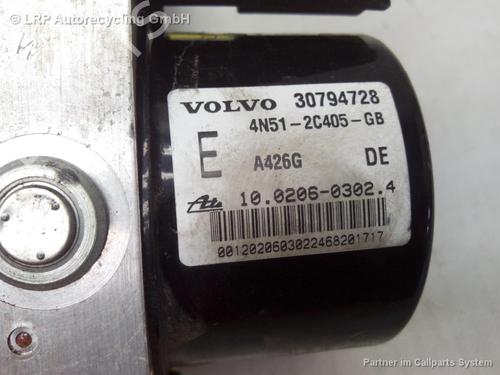 © LRP Autorecycling GmbH
VOLVO 30794728
4N51-2C405-GB
E A426G DE
Ate 10.0206-0302.4
0012020603022468201717
Partner im Callparts System